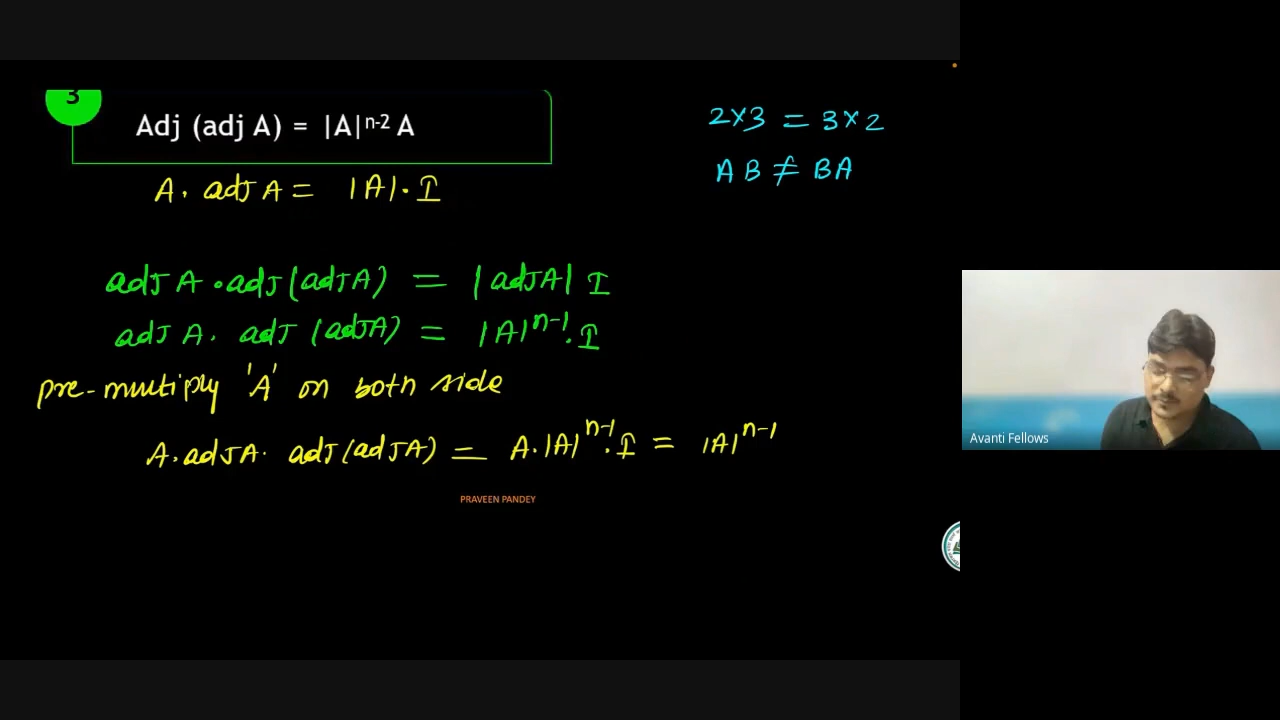 3
Adj (adj A) = |A|ⁿ⁻² A
2×3 = 3×2
AB ≠ BA
A. adj A = |A|. I
adj A . adj (adj A) = |adj A| I
adj A. adj (adj A) = |A|ⁿ⁻¹. I
pre-multiply 'A' on both side
A. adj A. adj (adj A) = A. |A|ⁿ⁻¹. I = |A|ⁿ⁻¹
PRAVEEN PANDEY
Avanti Fellows